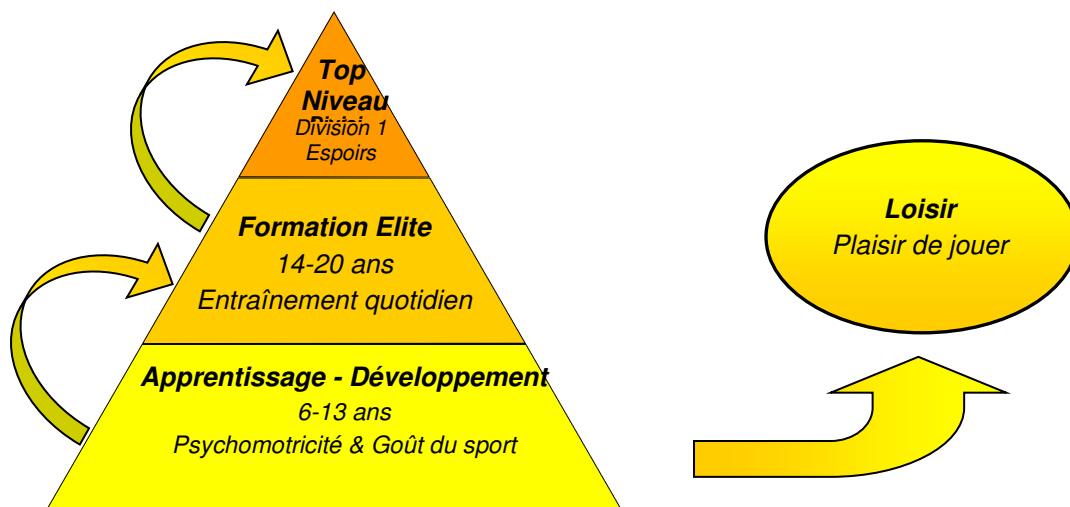 Top
Niveau
Division 1
Espoirs
Formation Elite
14-20 ans
Entraînement quotidien
Apprentissage - Développement
6-13 ans
Psychomotricité & Goût du sport
Loisir
Plaisir de jouer